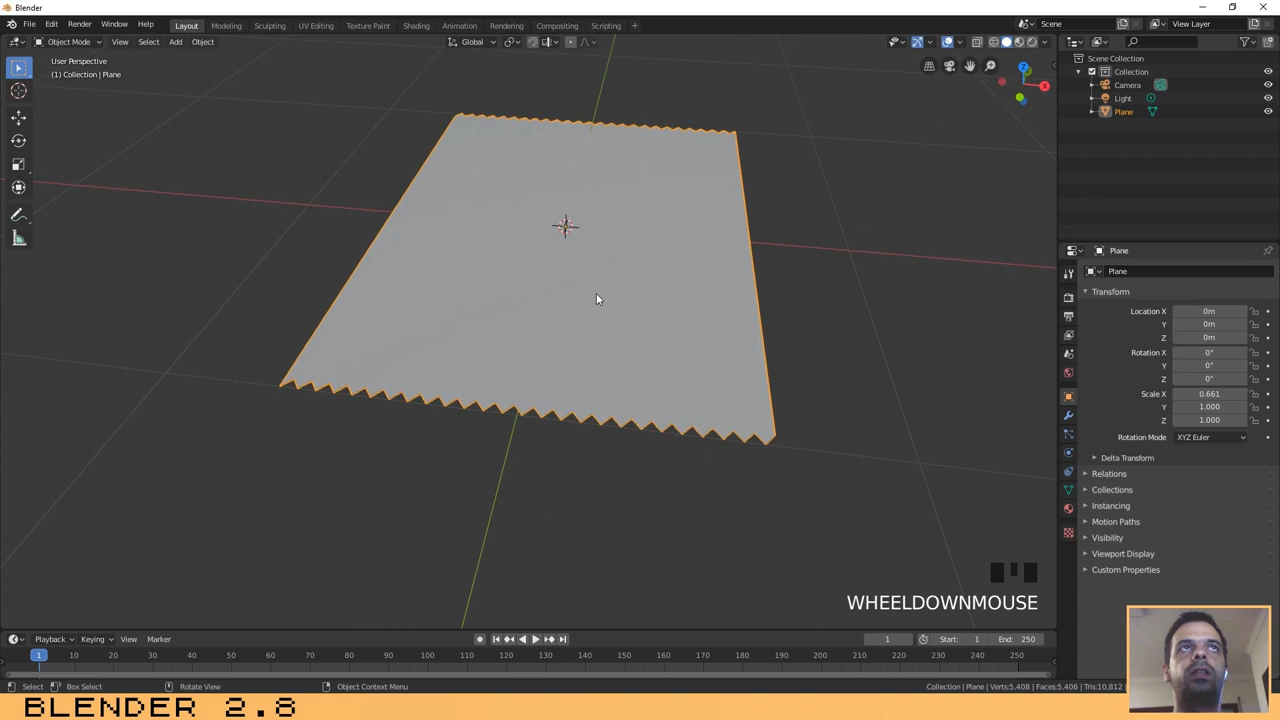 Blender
File Edit Render Window Help Layout Modeling Sculpting UV Editing Texture Paint Shading Animation Rendering Compositing Scripting + Scene View Layer
Object Mode View Select Add Object Global
User Perspective
(1) Collection | Plane
X
Z
Scene Collection
Collection
Camera
Light
Plane
Plane
Plane
Transform
Location X 0m
Y 0m
Z 0m
Rotation X 0°
Y 0°
Z 0°
Scale X 0.661
Y 1.000
Z 1.000
Rotation Mode XYZ Euler
Delta Transform
Relations
Collections
Instancing
Motion Paths
Visibility
Viewport Display
Custom Properties
WHEELDOWNMOUSE
Playback Keying View Marker 1 Start: 1 End: 250
1 10 20 30 40 50 60 70 80 90 100 110 120 130 140 150 160 170 180 190 200 210 220 230 240 250
Select Box Select Rotate View Object Context Menu Collection | Plane | Verts:5,408 | Faces:5,406 | Tris:10,812 |
BLENDER 2.8